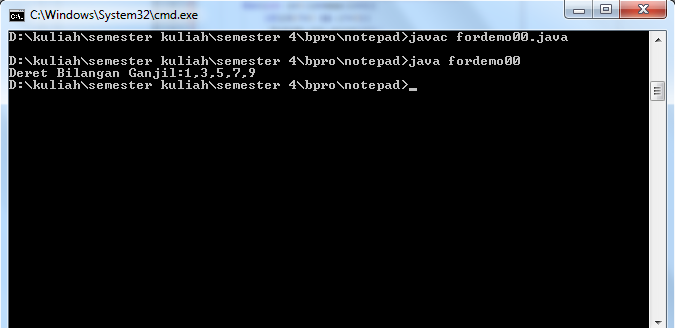 C:\Windows\System32\cmd.exe
D:\kuliah\semester kuliah\semester 4\bpro\notepad>javac fordemo00.java
D:\kuliah\semester kuliah\semester 4\bpro\notepad>java fordemo00
Deret Bilangan Ganjil:1,3,5,7,9
D:\kuliah\semester kuliah\semester 4\bpro\notepad>_